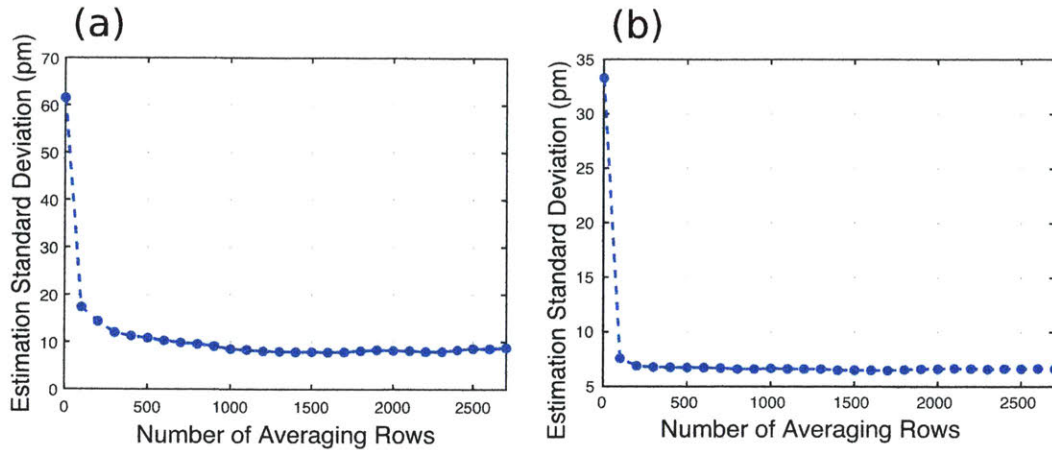 (a)
Estimation Standard Deviation (pm)
70
60
50
40
30
20
10
0
0 500 1000 1500 2000 2500
Number of Averaging Rows
(b)
Estimation Standard Deviation (pm)
35
30
25
20
15
10
5
0 500 1000 1500 2000 2500
Number of Averaging Rows